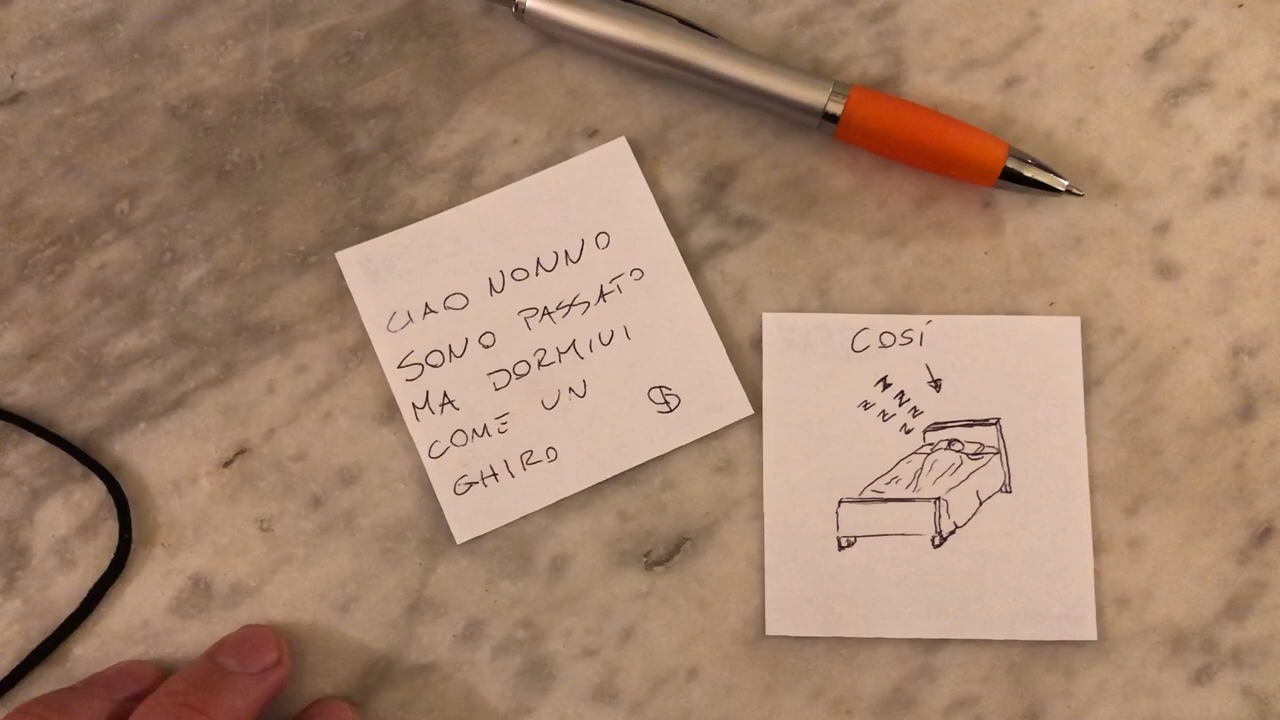 CIAO NONNO
SONO PASSATO
MA DORMIVI
COME UN
GHIRO
COSÍ
z z z z z z z